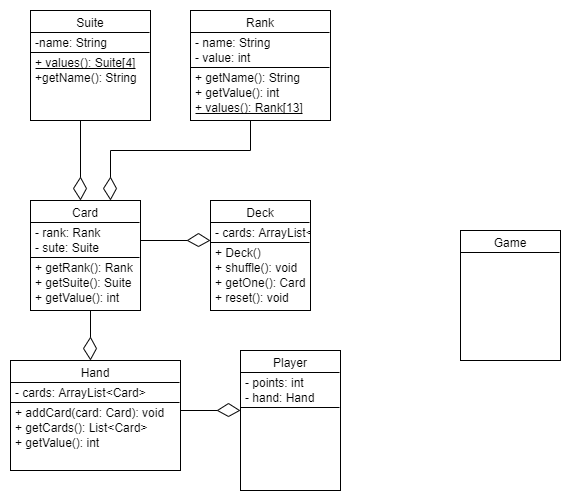 Suite
-name: String
+ values(): Suite[4]
+getName(): String
Rank
- name: String
- value: int
+ getName(): String
+ getValue(): int
+ values(): Rank[13]
Card
- rank: Rank
- sute: Suite
+ getRank(): Rank
+ getSuite(): Suite
+ getValue(): int
Deck
- cards: ArrayList<
+ Deck()
+ shuffle(): void
+ getOne(): Card
+ reset(): void
Game
Hand
- cards: ArrayList<Card>
+ addCard(card: Card): void
+ getCards(): List<Card>
+ getValue(): int
Player
- points: int
- hand: Hand